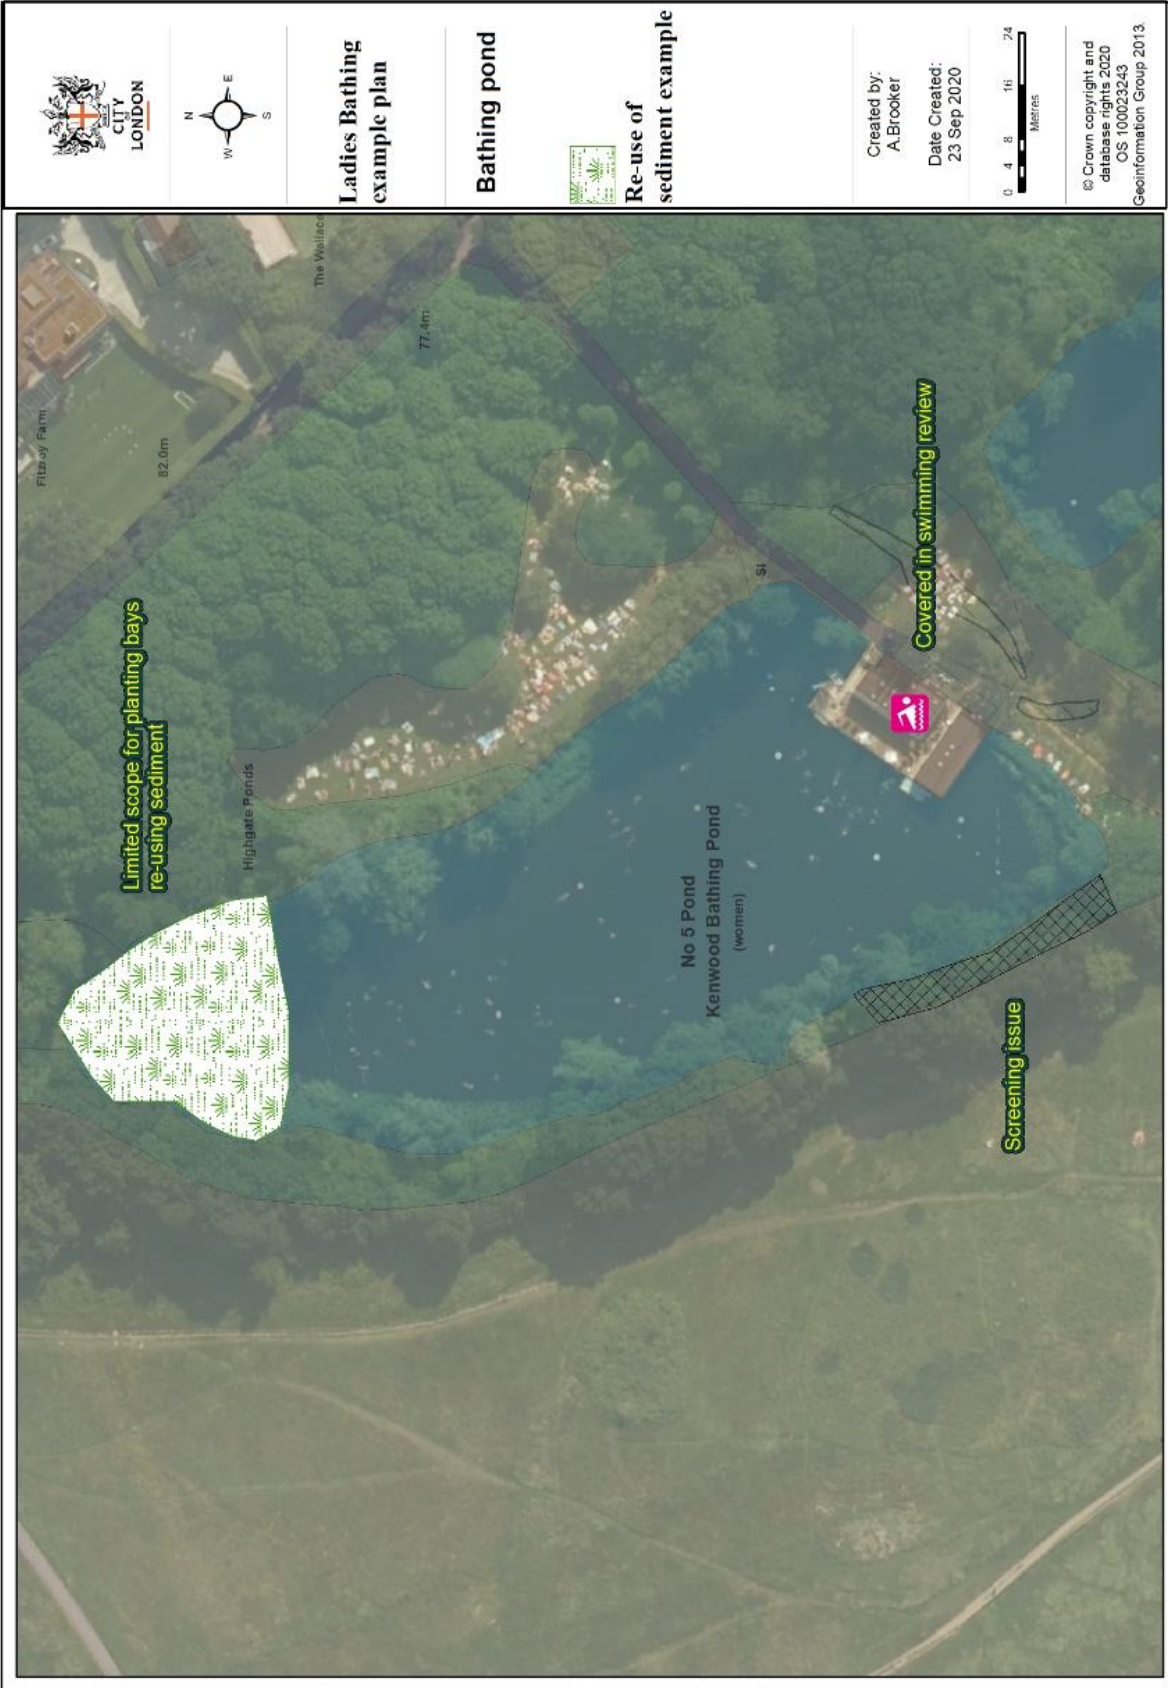 CITY
OF
LONDON
N
E
S
W
Ladies Bathing
example plan
Bathing pond
Re-use of
sediment example
Created by:
A.Brooker
Date Created:
23 Sep 2020
0 4 8 16 24
Metres
© Crown copyright and
database rights 2020
OS 100023243
Geoinformation Group 2013.
Fitzroy Farm
82.0m
The Wallace
77.4m
Limited scope for planting bays
re-using sediment
Highgate Ponds
Sl
Covered in swimming review
No 5 Pond
Kenwood Bathing Pond
(women)
Screening issue